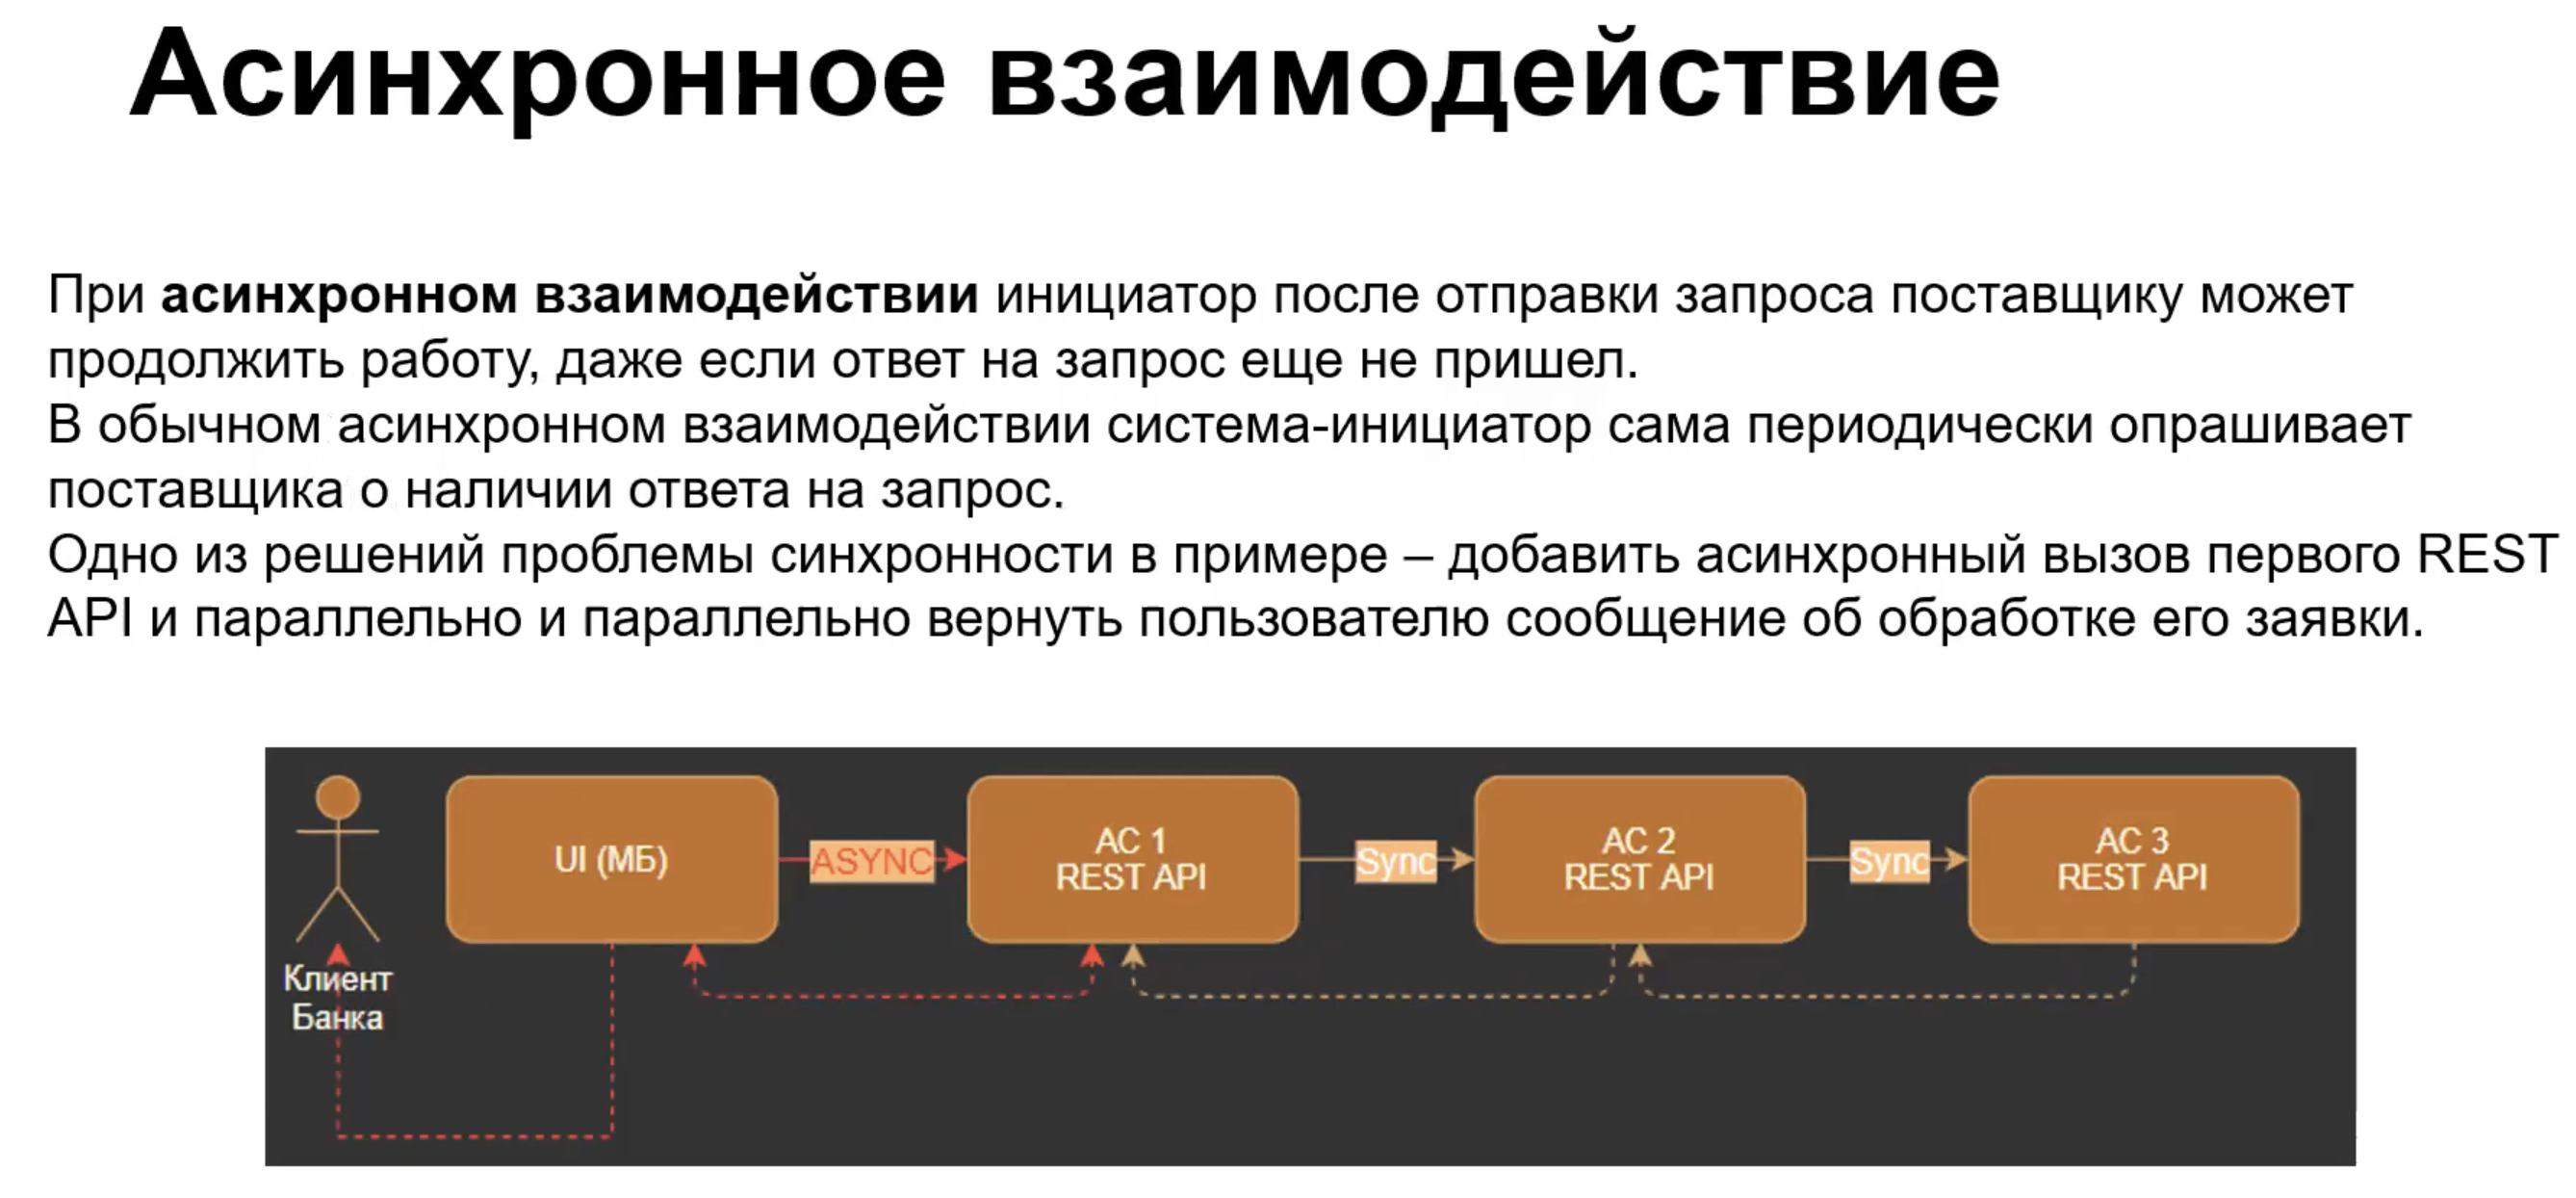 Асинхронное взаимодействие
При асинхронном взаимодействии инициатор после отправки запроса поставщику может
продолжить работу, даже если ответ на запрос еще не пришел.
В обычном асинхронном взаимодействии система-инициатор сама периодически опрашивает
поставщика о наличии ответа на запрос.
Одно из решений проблемы синхронности в примере – добавить асинхронный вызов первого REST
API и параллельно и параллельно вернуть пользователю сообщение об обработке его заявки.
Клиент
Банка
UI (МБ)
ASYNC
АС 1
REST API
Sync
АС 2
REST API
Sync
АС 3
REST API